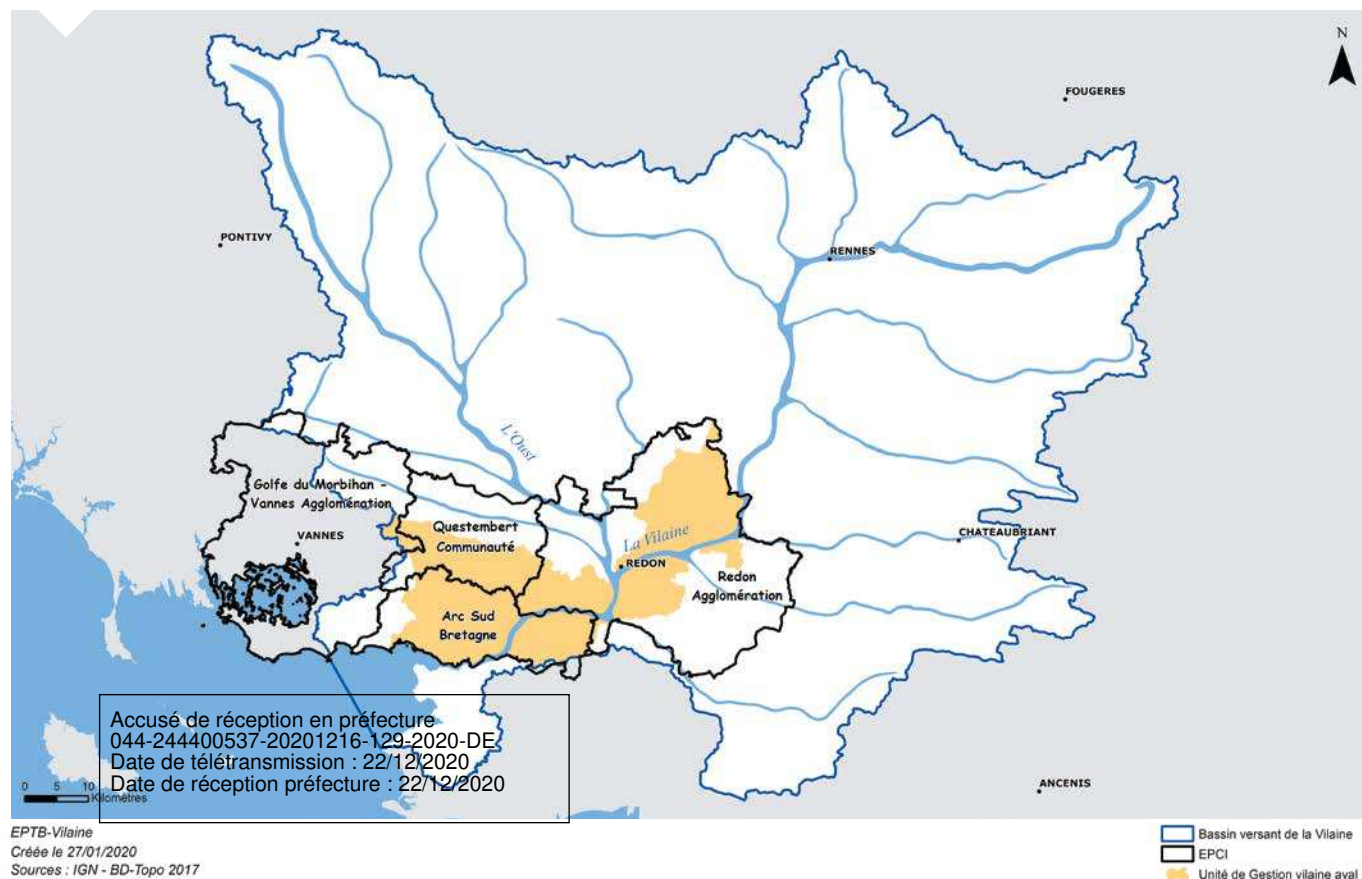 N
FOUGERES
PONTIVY
RENNES
L'Oust
Golfe du Morbihan -
Vannes Agglomération
VANNES
Questembert
Communauté
La Vilaine
REDON
CHATEAUBRIANT
Redon
Agglomération
Arc Sud
Bretagne
Accusé de réception en préfecture
044-244400537-20201216-129-2020-DE
Date de télétransmission : 22/12/2020
Date de réception préfecture : 22/12/2020
ANCENIS
0 5 10
Kilomètres
EPTB-Vilaine
Créée le 27/01/2020
Sources : IGN - BD-Topo 2017
Bassin versant de la Vilaine
EPCI
Unité de Gestion vilaine aval